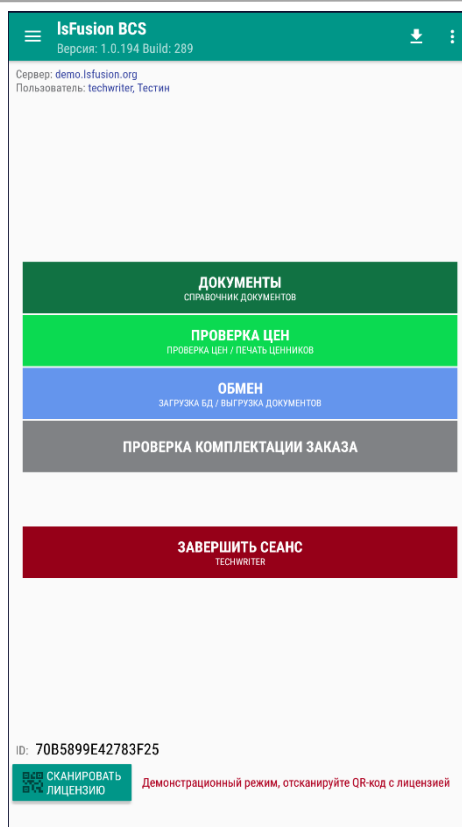 lsFusion BCS
Версия: 1.0.194 Build: 289
Сервер: demo.lsfusion.org
Пользователь: techwriter, Тестин
ДОКУМЕНТЫ
СПРАВОЧНИК ДОКУМЕНТОВ
ПРОВЕРКА ЦЕН
ПРОВЕРКА ЦЕН / ПЕЧАТЬ ЦЕННИКОВ
ОБМЕН
ЗАГРУЗКА БД / ВЫГРУЗКА ДОКУМЕНТОВ
ПРОВЕРКА КОМПЛЕКТАЦИИ ЗАКАЗА
ЗАВЕРШИТЬ СЕАНС
TECHWRITER
ID: 70B5899E42783F25
СКАНИРОВАТЬ
ЛИЦЕНЗИЮ
Демонстрационный режим, отсканируйте QR-код с лицензией